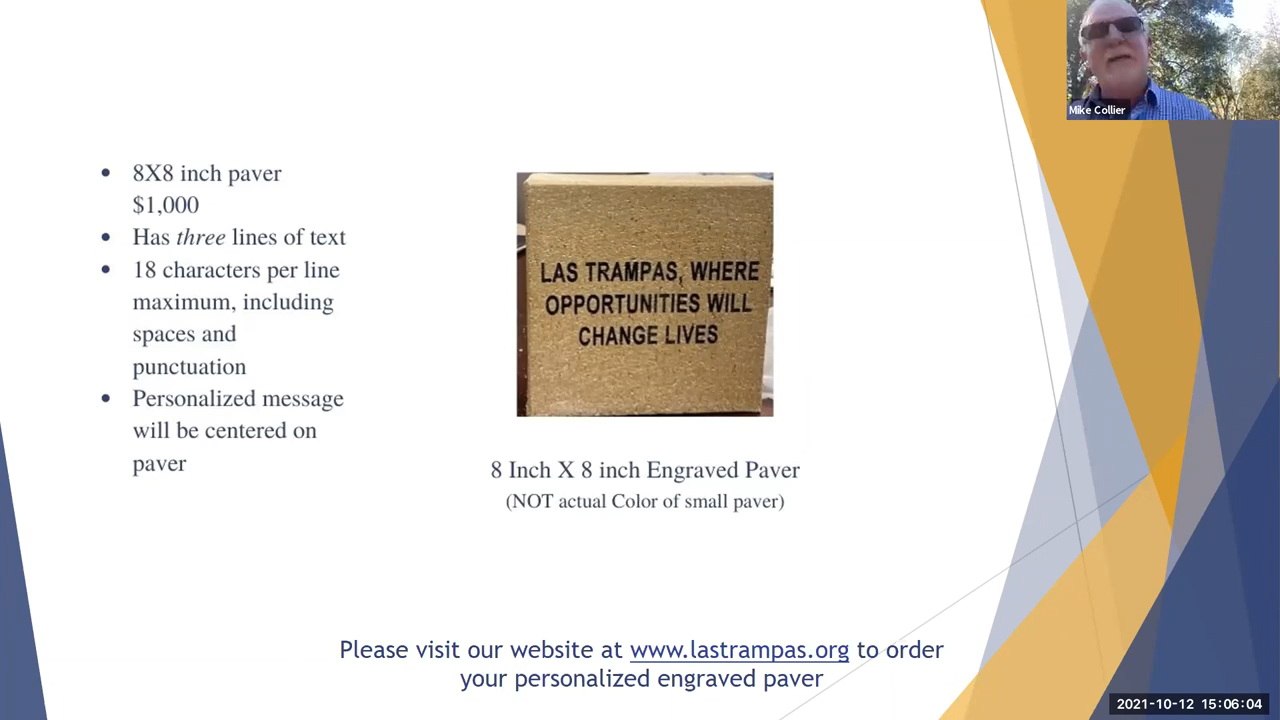 Mike Collier
• 8X8 inch paver
$1,000
• Has three lines of text
• 18 characters per line
maximum, including
spaces and
punctuation
• Personalized message
will be centered on
paver
LAS TRAMPAS, WHERE
OPPORTUNITIES WILL
CHANGE LIVES
8 Inch X 8 inch Engraved Paver
(NOT actual Color of small paver)
Please visit our website at www.lastrampas.org to order
your personalized engraved paver
2021-10-12 15:06:04